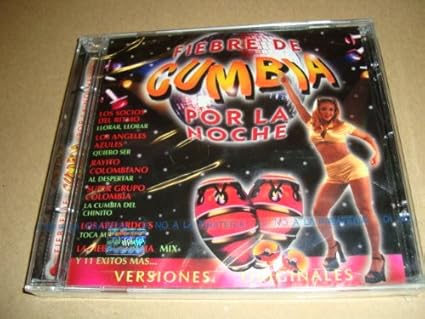 FIEBRE DE
CUMBIA
POR LA
NOCHE
LOS SOCIOS
DEL RITMO
LLORAR, LLORAR
LOS ANGELES
AZULES
QUIERO SER
RAYITO
COLOMBIANO
AL DESPERTAR
SUPER GRUPO
COLOMBIA
LA CUMBIA DEL
CHINITO
LOS ABELARDO'S
TOCA
MIX
Y 11 EXITOS MAS...
VERSIONES ORIGINALES